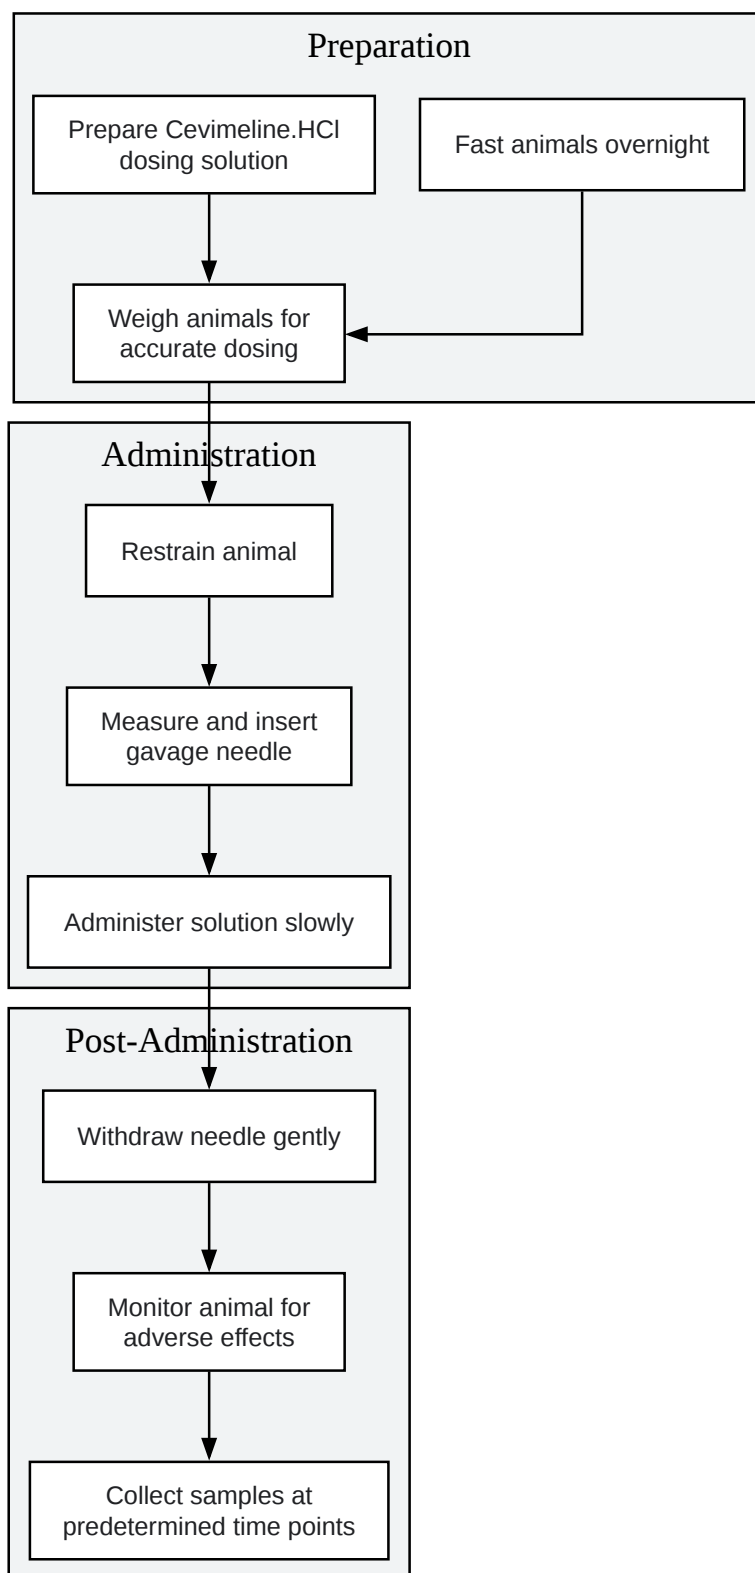 Preparation
Prepare Cevimeline.HCl
dosing solution
Fast animals overnight
Weigh animals for
accurate dosing
Administration
Restrain animal
Measure and insert
gavage needle
Administer solution slowly
Post-Administration
Withdraw needle gently
Monitor animal for
adverse effects
Collect samples at
predetermined time points